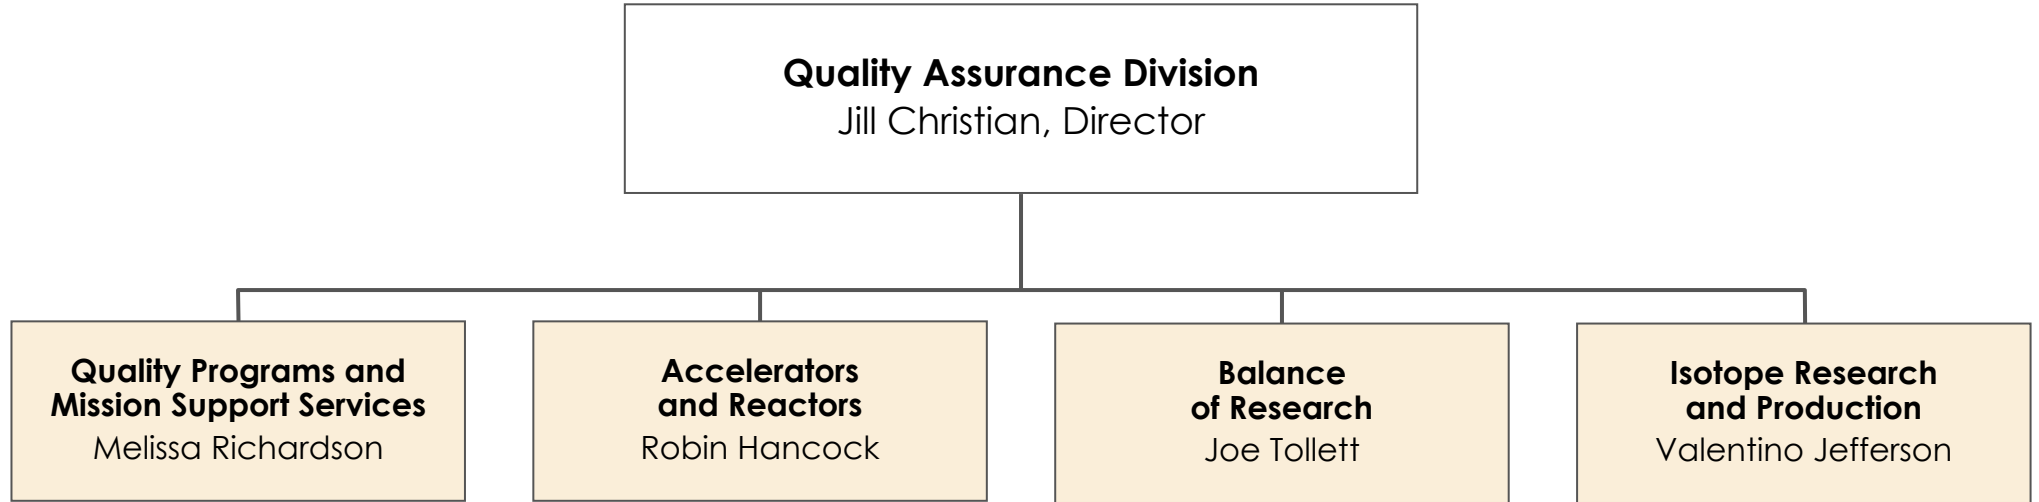 Quality Assurance Division
Jill Christian, Director
Quality Programs and
Mission Support Services
Melissa Richardson
Accelerators
and Reactors
Robin Hancock
Balance
of Research
Joe Tollett
Isotope Research
and Production
Valentino Jefferson